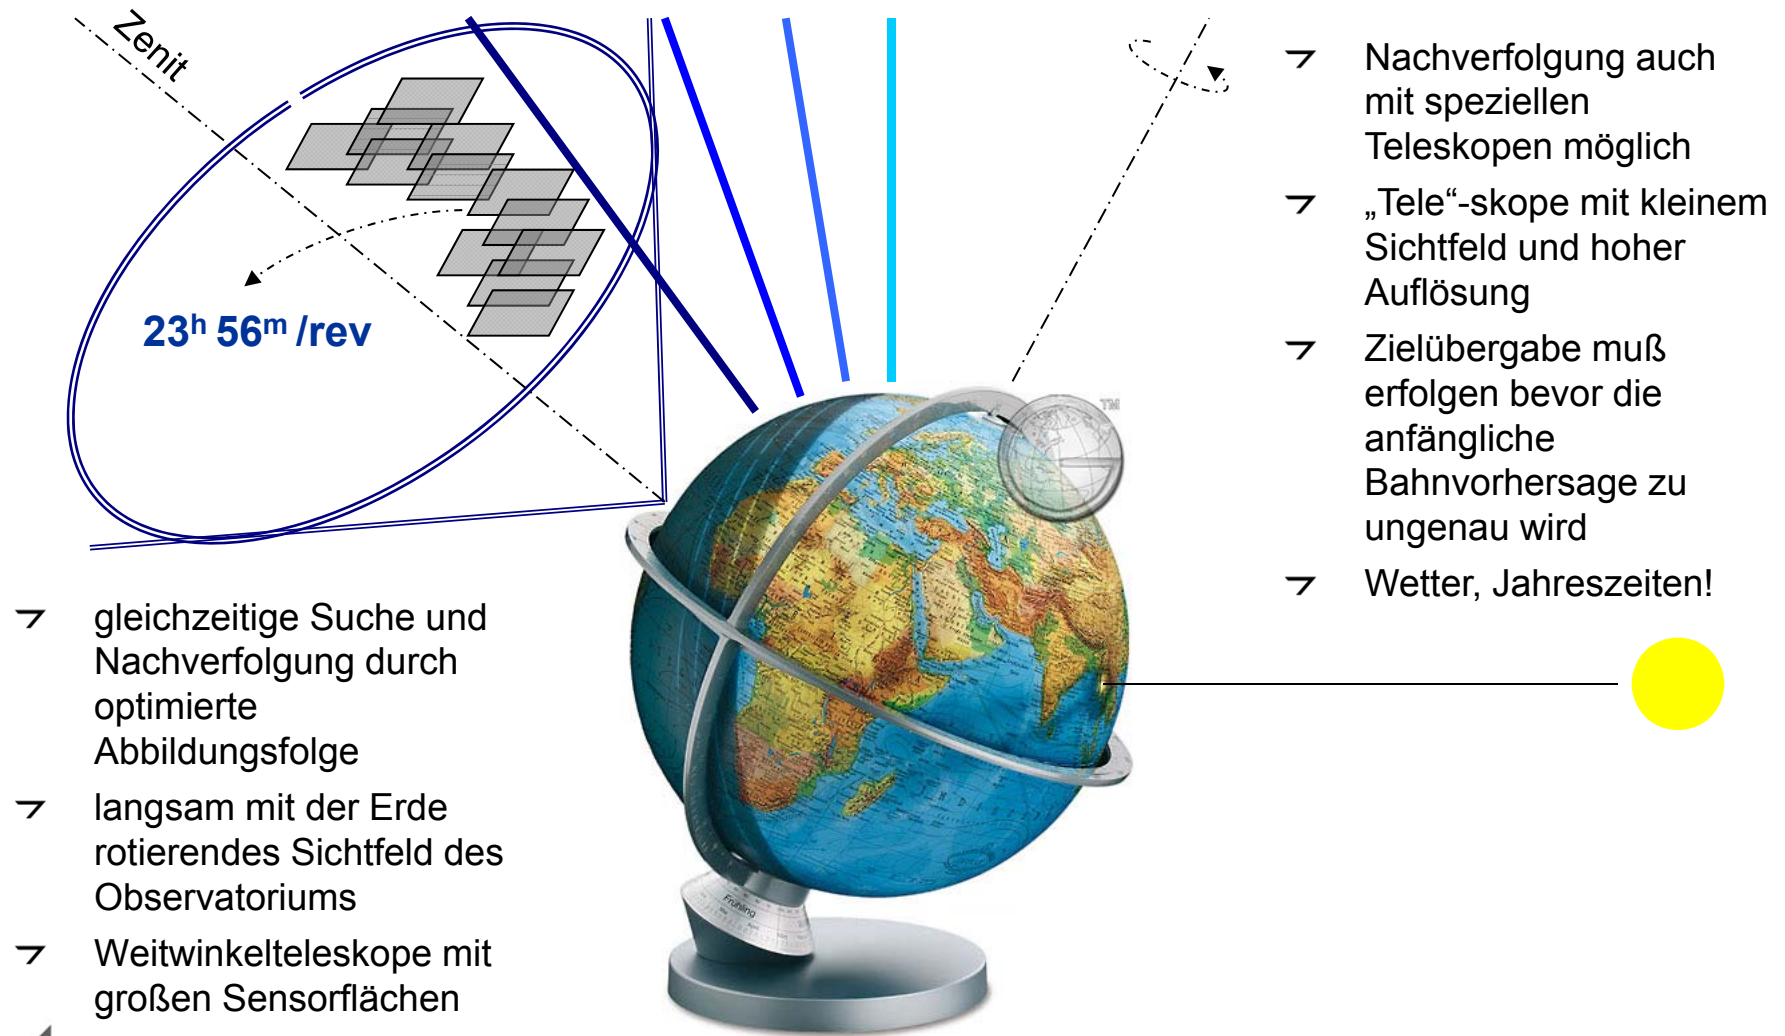 Zenit
23ʰ 56ᵐ /rev
gleichzeitige Suche und
Nachverfolgung durch
optimierte
Abbildungsfolge
langsam mit der Erde
rotierendes Sichtfeld des
Observatoriums
Weitwinkelteleskope mit
großen Sensorflächen
TM
Frühling
Nachverfolgung auch
mit speziellen
Teleskopen möglich
„Tele“-skope mit kleinem
Sichtfeld und hoher
Auflösung
Zielübergabe muß
erfolgen bevor die
anfängliche
Bahnvorhersage zu
ungenau wird
Wetter, Jahreszeiten!